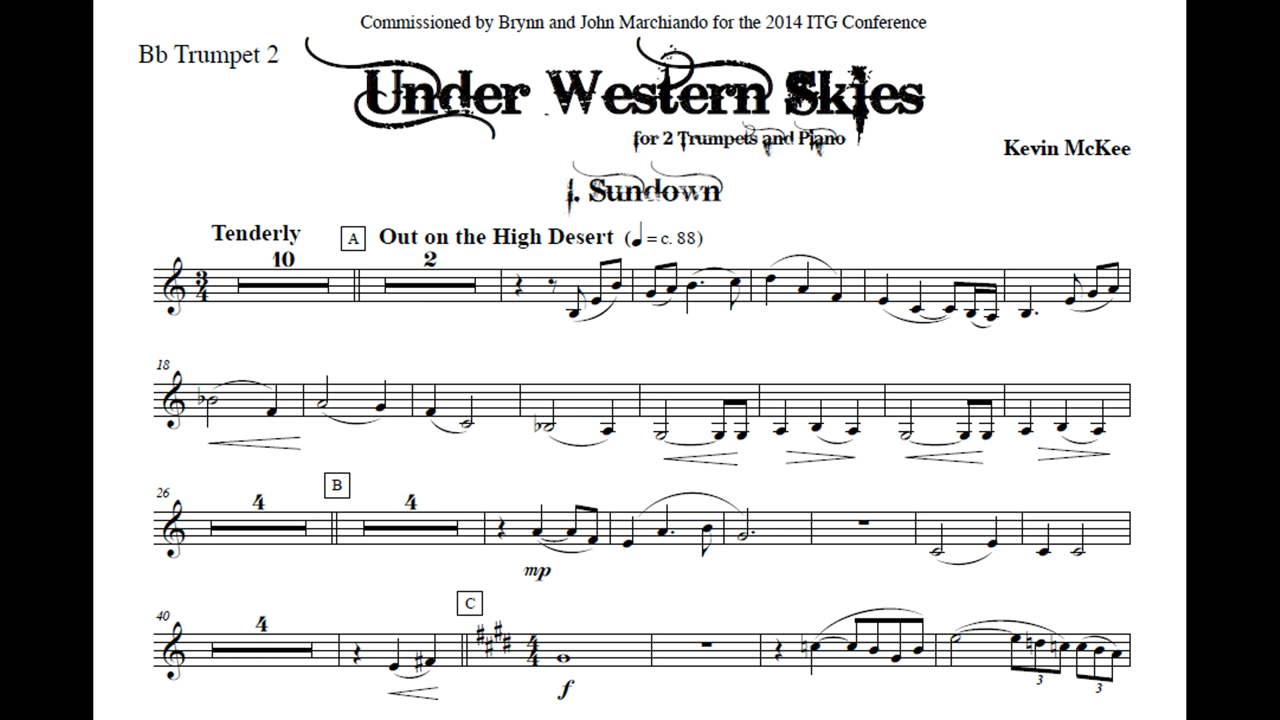 Commissioned by Brynn and John Marchiando for the 2014 ITG Conference
Bb Trumpet 2
Under Western Skies
for 2 Trumpets and Piano
Kevin McKee
I. Sundown
Tenderly A Out on the High Desert (♩ = c. 88)
10 2
3
4
18
26 4 B 4
mp
40 4 C
4
4
f
3 3